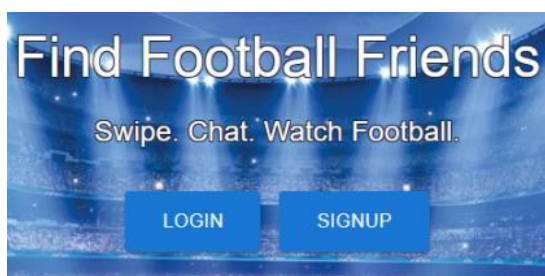 Find Football Friends
Swipe. Chat. Watch Football.
LOGIN SIGNUP